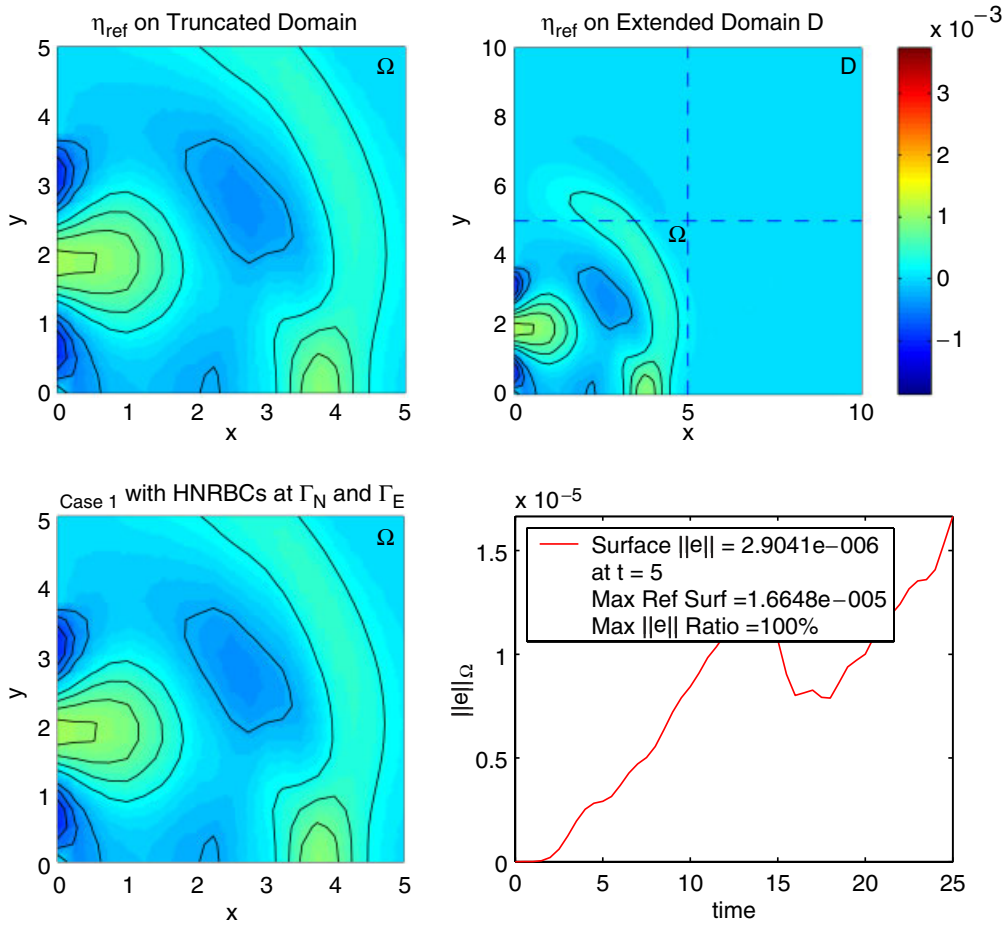 η_ref on Truncated Domain
5
4
3
2
1
0
y
Ω
0
1
2
3
4
5
x
η_ref on Extended Domain D
10
8
6
4
2
0
y
D
Ω
0
5
10
x
x 10⁻³
3
2
1
0
−1
Case 1 with HNRBCs at Γ_N and Γ_E
5
4
3
2
1
0
y
Ω
0
1
2
3
4
5
x
x 10⁻⁵
1.5
1
0.5
0
||e||_Ω
Surface ||e|| = 2.9041e−006
at t = 5
Max Ref Surf =1.6648e−005
Max ||e|| Ratio =100%
0
5
10
15
20
25
time